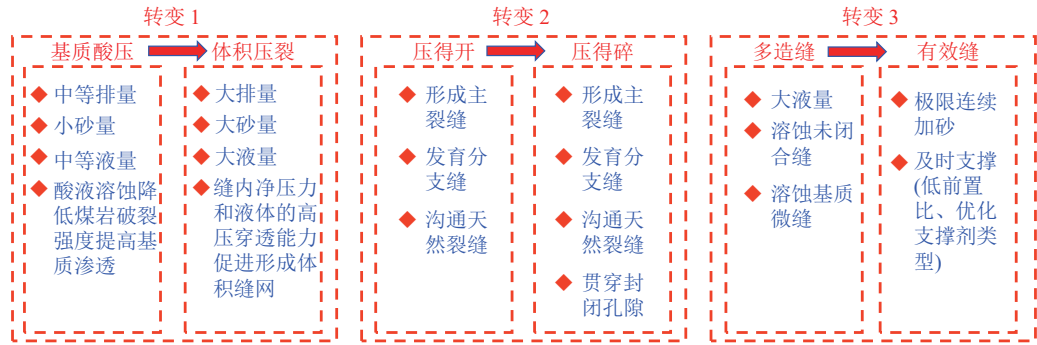 转变 1
基质酸压
体积压裂
中等排量
小砂量
中等液量
酸液溶蚀降
低煤岩破裂
强度提高基
质渗透
大排量
大砂量
大液量
缝内净压力
和液体的高
压穿透能力
促进形成体
积缝网
转变 2
压得开
压得碎
形成主
裂缝
发育分
支缝
沟通天
然裂缝
形成主
裂缝
发育分
支缝
沟通天
然裂缝
贯穿封
闭孔隙
转变 3
多造缝
有效缝
大液量
溶蚀未闭
合缝
溶蚀基质
微缝
极限连续
加砂
及时支撑
(低前置
比、优化
支撑剂类
型)